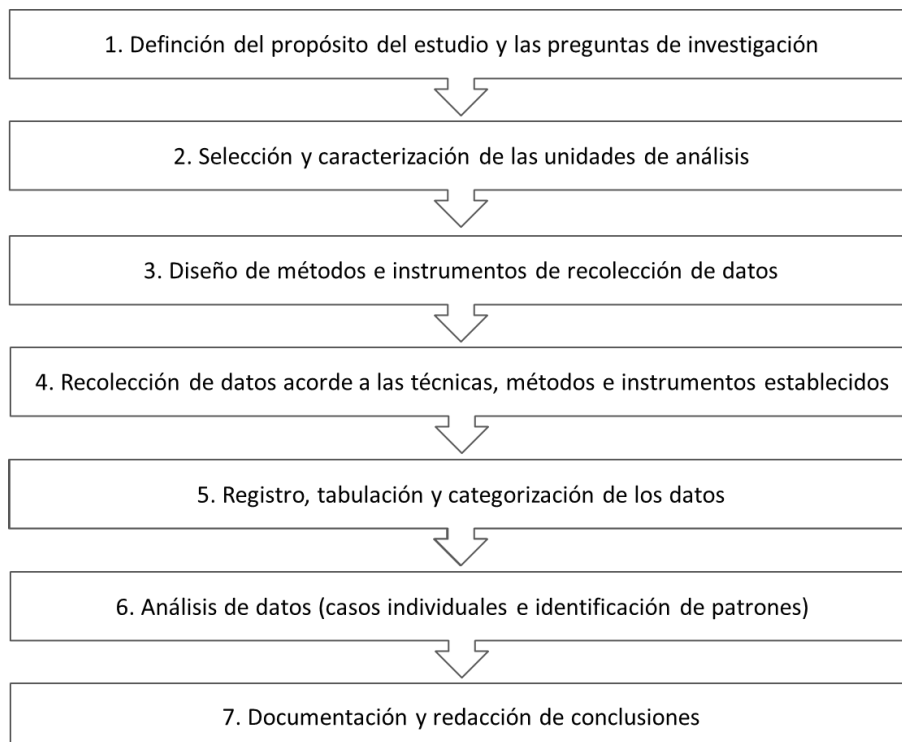 1. Definción del propósito del estudio y las preguntas de investigación
2. Selección y caracterización de las unidades de análisis
3. Diseño de métodos e instrumentos de recolección de datos
4. Recolección de datos acorde a las técnicas, métodos e instrumentos establecidos
5. Registro, tabulación y categorización de los datos
6. Análisis de datos (casos individuales e identificación de patrones)
7. Documentación y redacción de conclusiones